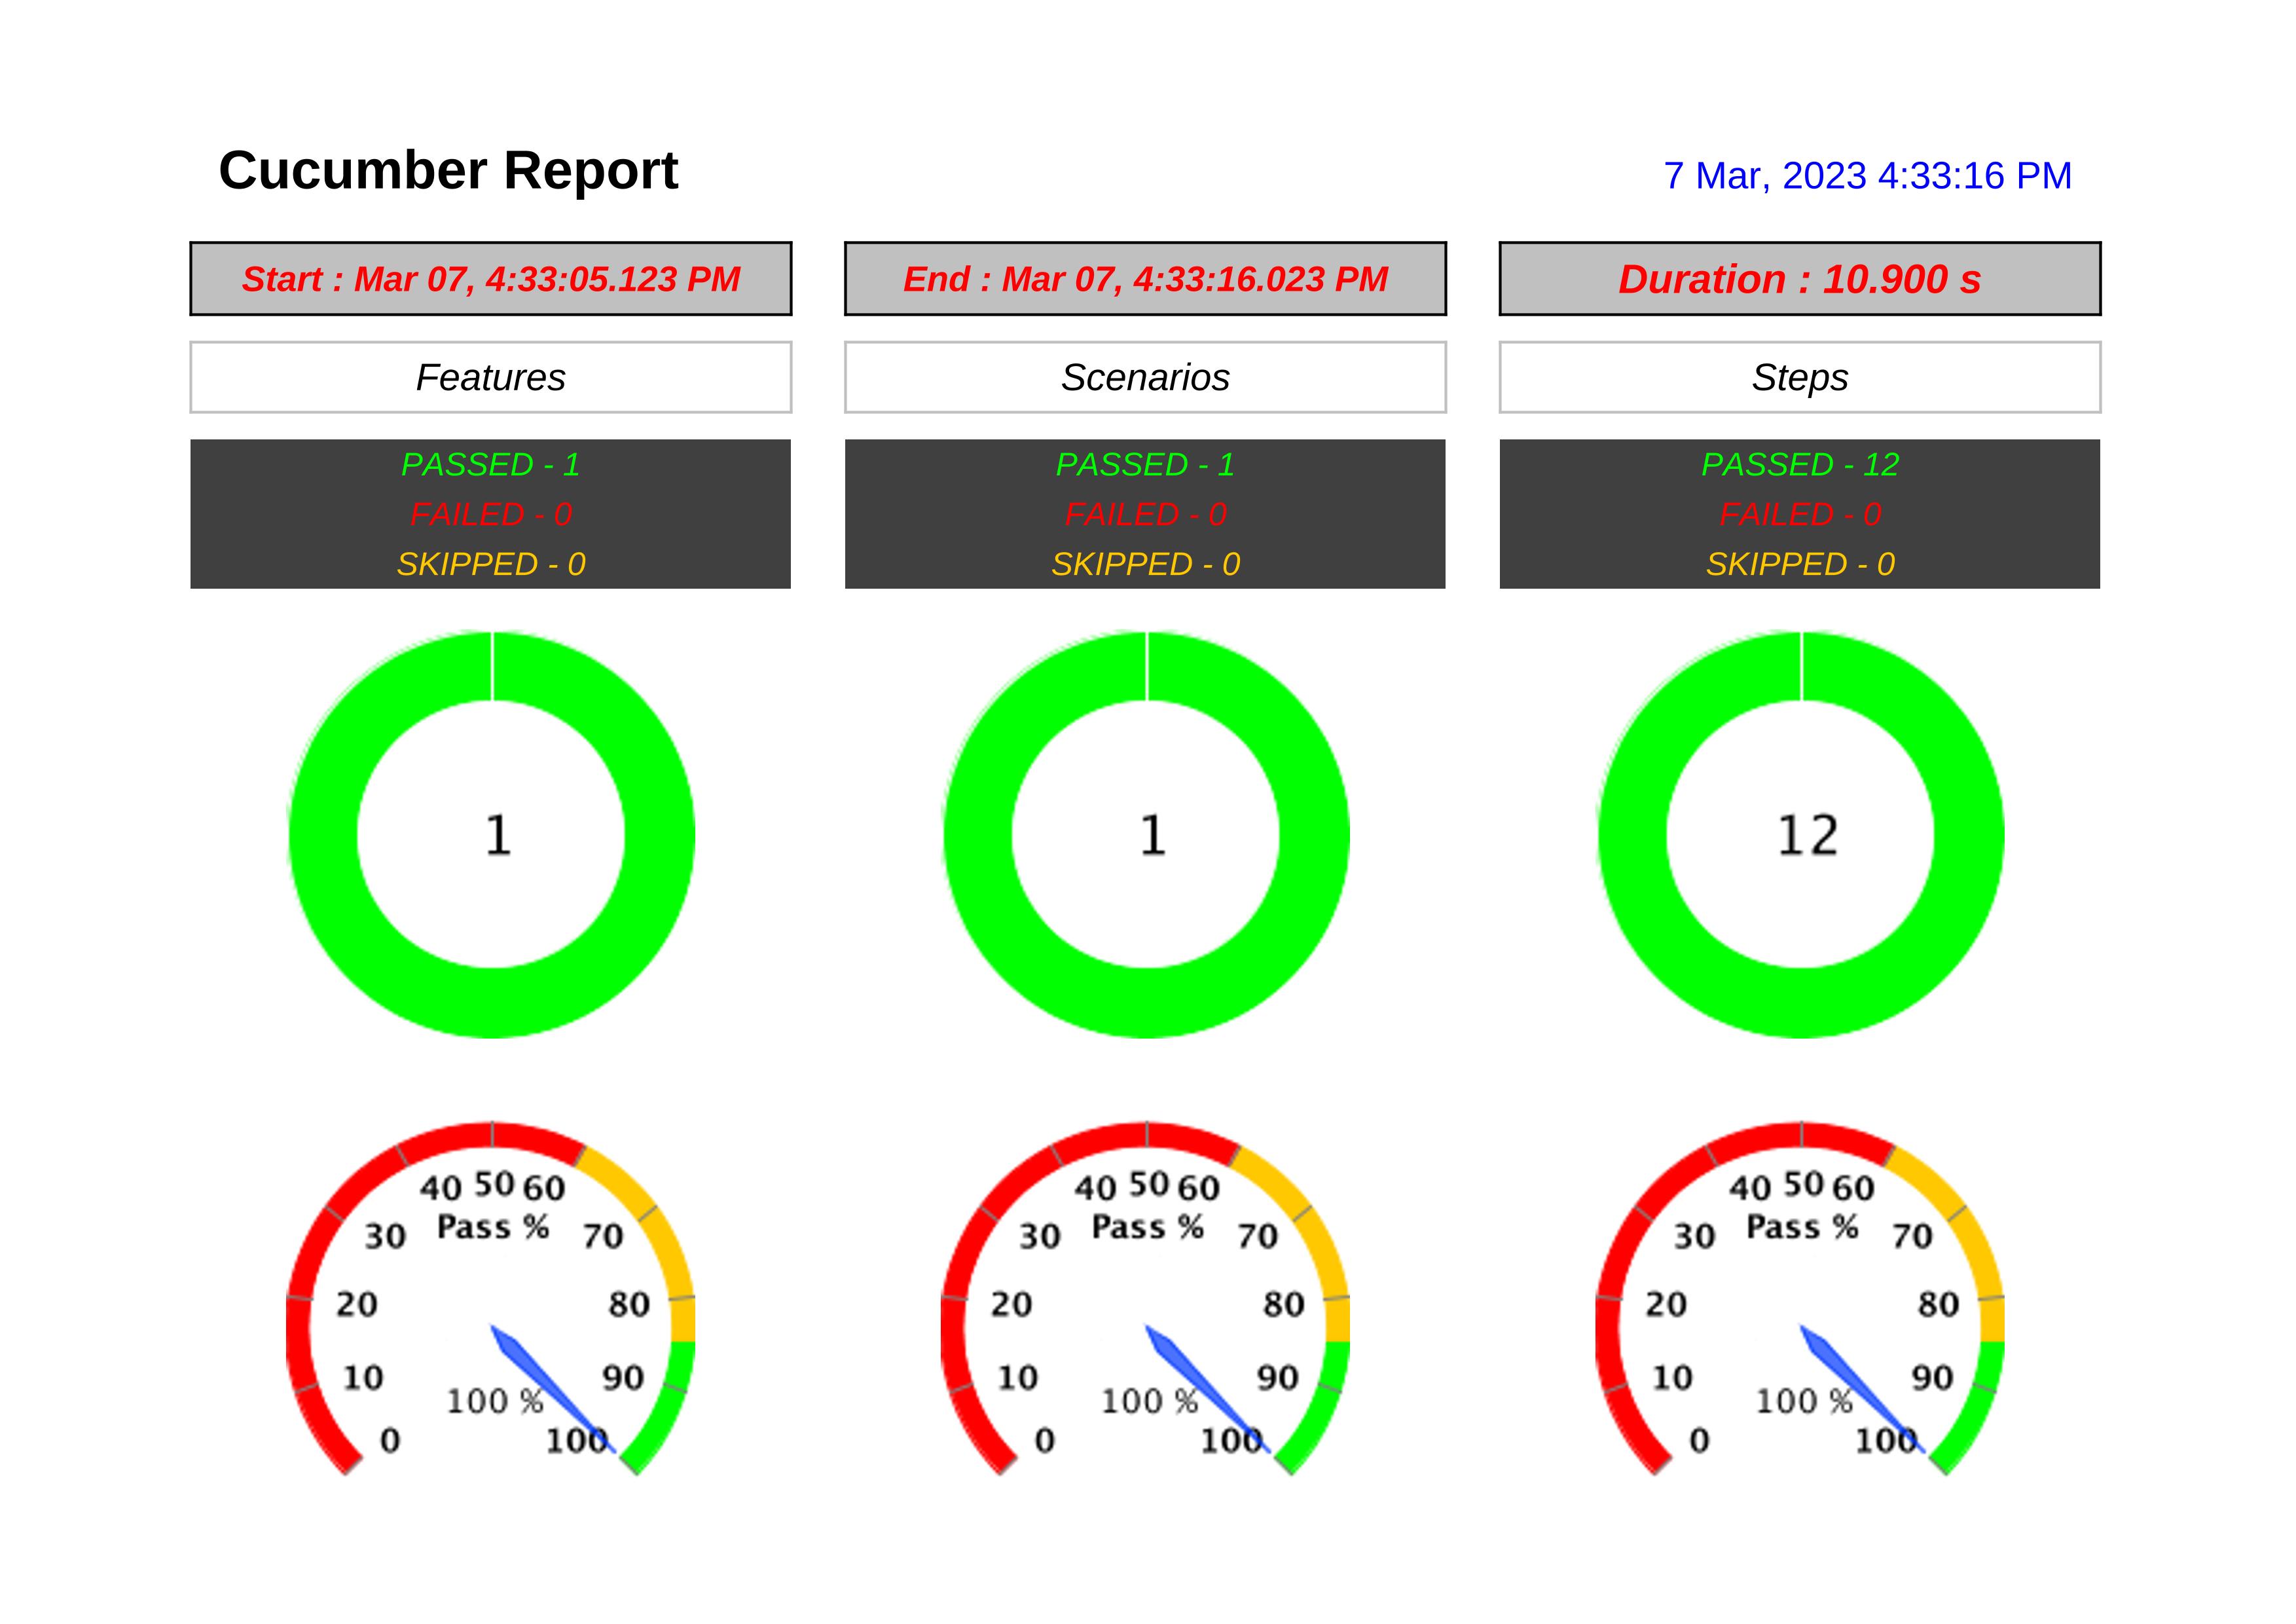 Cucumber Report
7 Mar, 2023 4:33:16 PM
Start : Mar 07, 4:33:05.123 PM
End : Mar 07, 4:33:16.023 PM
Duration : 10.900 s
Features
Scenarios
Steps
PASSED - 1
FAILED - 0
SKIPPED - 0
PASSED - 1
FAILED - 0
SKIPPED - 0
PASSED - 12
FAILED - 0
SKIPPED - 0
1
1
12
40 50 60
30 Pass % 70
20 80
10 90
100 %
0 100
40 50 60
30 Pass % 70
20 80
10 90
100 %
0 100
40 50 60
30 Pass % 70
20 80
10 90
100 %
0 100